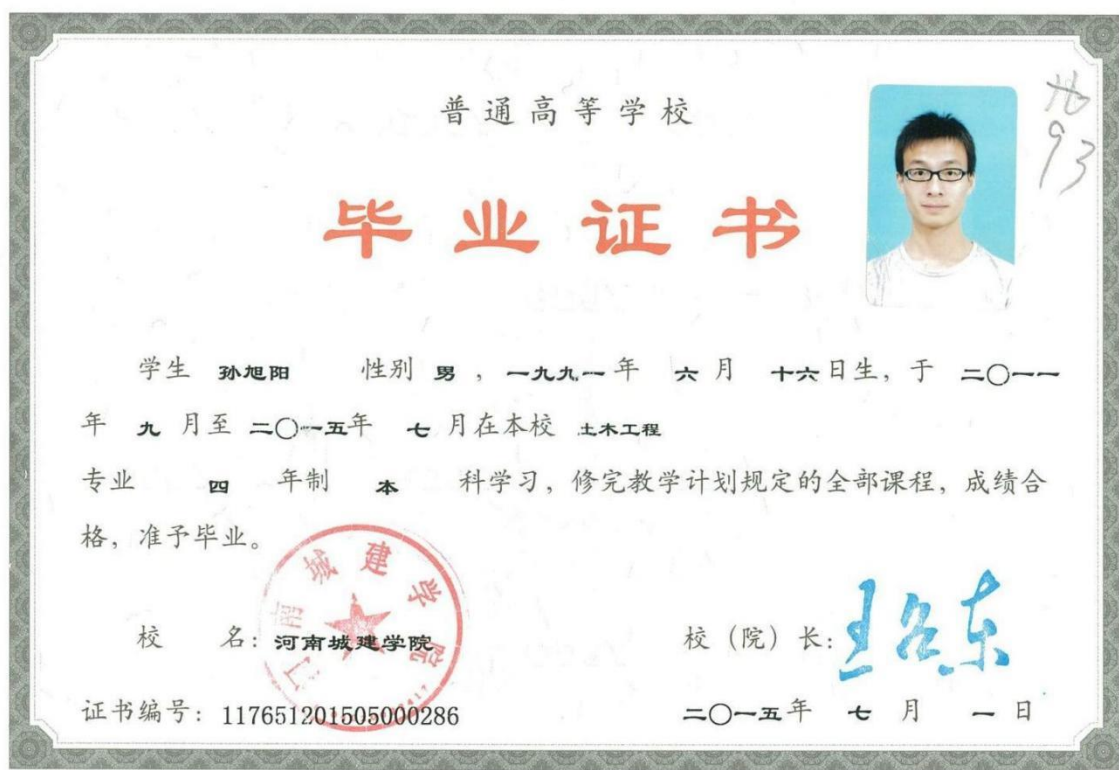 普通高等学校
毕业证书
学生 孙旭阳 性别 男 , 一九九一 年 六 月 十六 日生, 于 二〇一一
年 九 月至 二〇一五年 七 月在本校 土木工程
专业 四 年制 本 科学习, 修完教学计划规定的全部课程, 成绩合
格, 准予毕业。
校 名: 河南城建学院
校(院)长:
证书编号: 117651201505000286
二〇一五年 七 月 一 日
93
城建学院